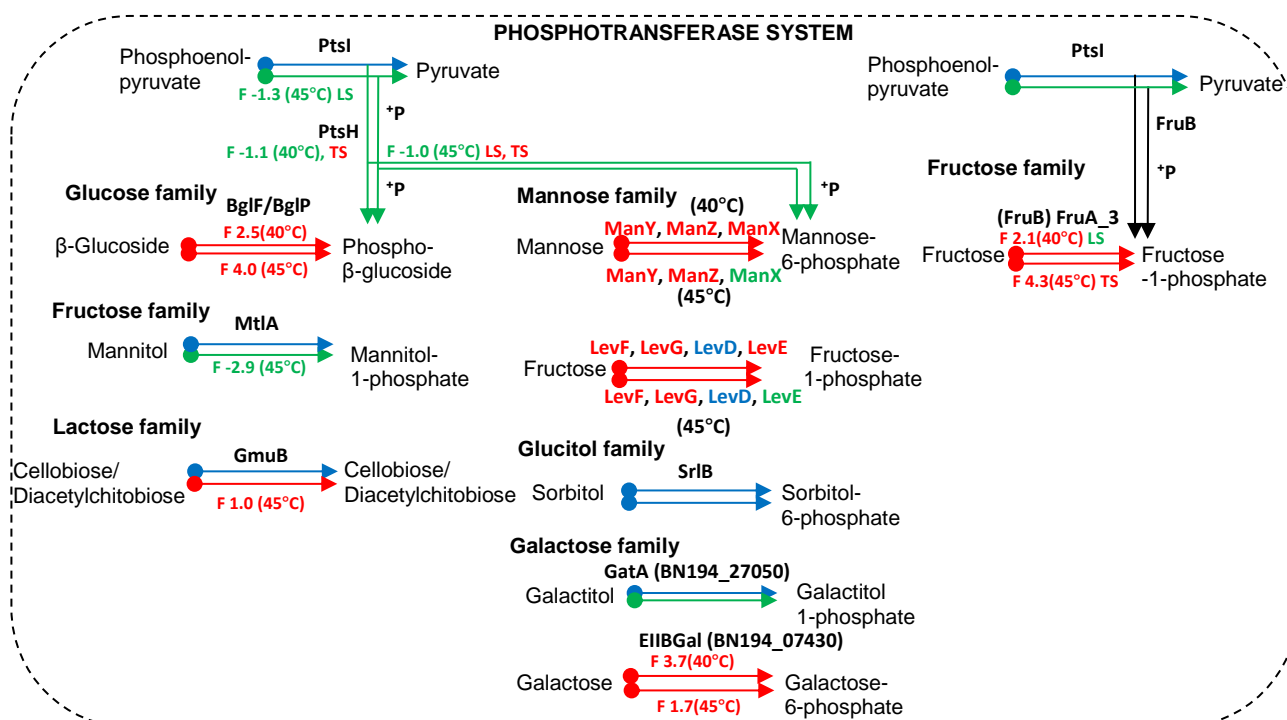 PHOSPHOTRANSFERASE SYSTEM
PtsI
Phosphoenol-
pyruvate
Pyruvate
F -1.3 (45°C) LS
+P
PtsH
F -1.1 (40°C), TS
F -1.0 (45°C) LS, TS
+P
+P
Glucose family
BglF/BglP
β-Glucoside
F 2.5(40°C)
F 4.0 (45°C)
Phospho-
β-glucoside
Fructose family
MtlA
Mannitol
F -2.9 (45°C)
Mannitol-
1-phosphate
Lactose family
GmuB
Cellobiose/
Diacetylchitobiose
F 1.0 (45°C)
Cellobiose/
Diacetylchitobiose
Mannose family
(40°C)
ManY, ManZ, ManX
Mannose
Mannose-
6-phosphate
ManY, ManZ, ManX
(45°C)
LevF, LevG, LevD, LevE
Fructose
Fructose-
1-phosphate
LevF, LevG, LevD, LevE
(45°C)
Glucitol family
SrlB
Sorbitol
Sorbitol-
6-phosphate
Galactose family
GatA (BN194_27050)
Galactitol
Galactitol
1-phosphate
EIIBGal (BN194_07430)
F 3.7(40°C)
Galactose
F 1.7(45°C)
Galactose-
6-phosphate
PtsI
Phosphoenol-
pyruvate
Pyruvate
FruB
Fructose family
+P
(FruB) FruA_3
F 2.1(40°C) LS
Fructose
F 4.3(45°C) TS
Fructose
-1-phosphate